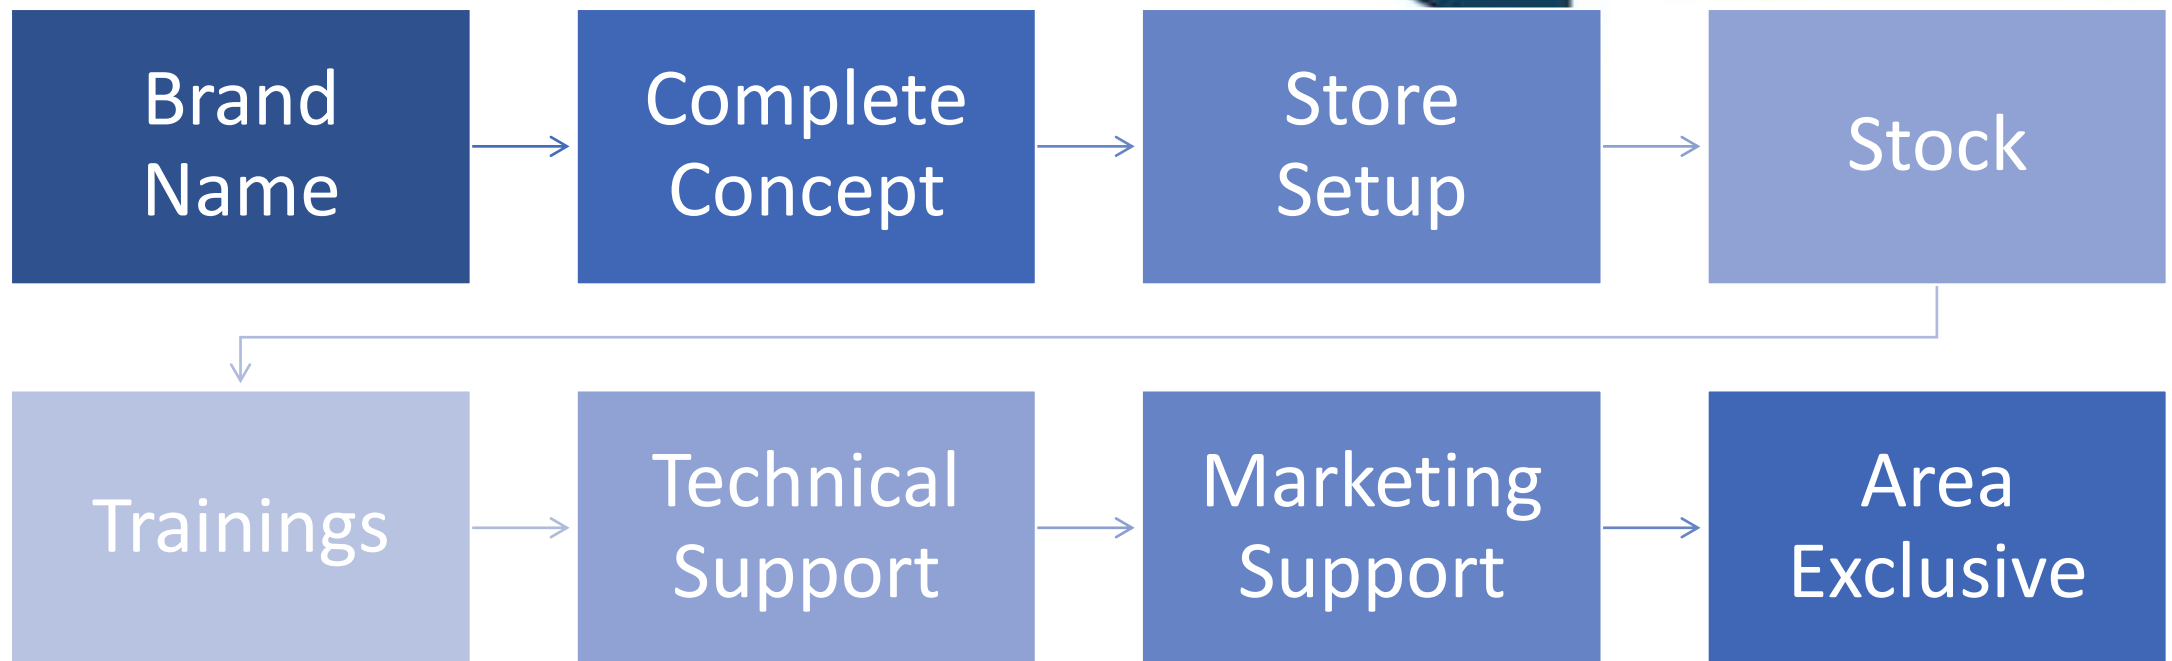 Brand
Name
Complete
Concept
Store
Setup
Stock
Trainings
Technical
Support
Marketing
Support
Area
Exclusive